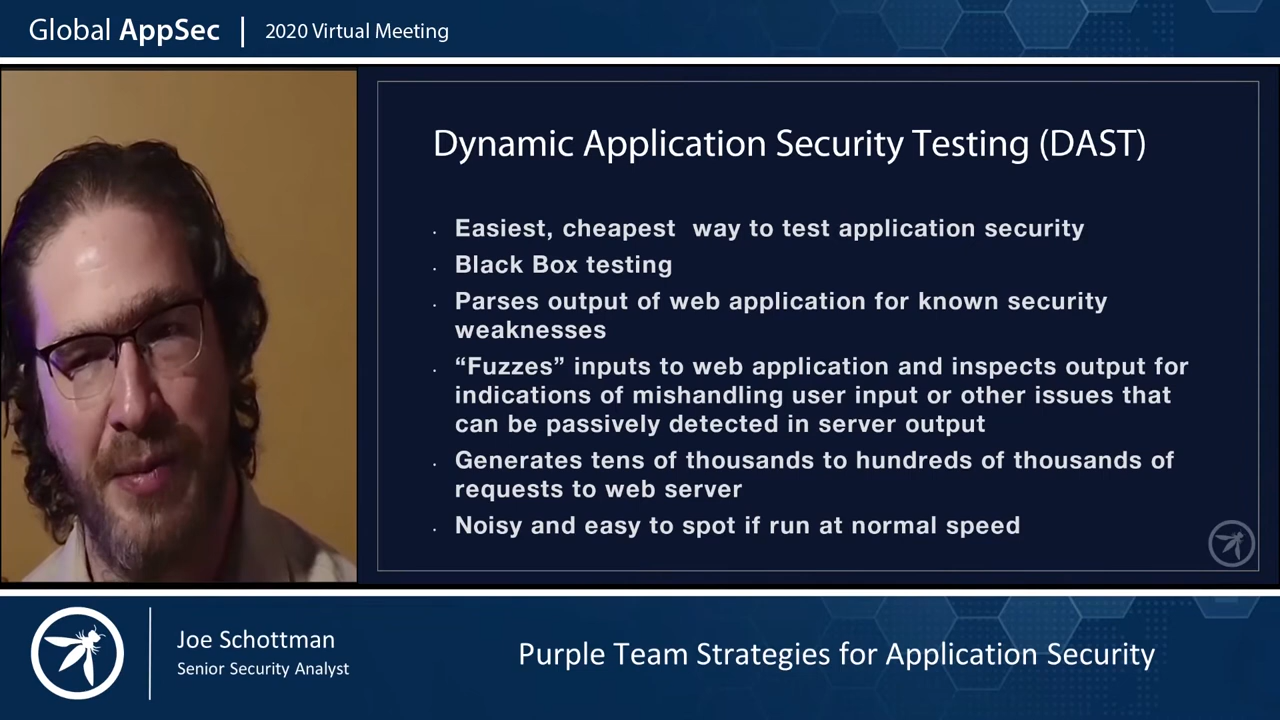 Global AppSec | 2020 Virtual Meeting
Dynamic Application Security Testing (DAST)
· Easiest, cheapest way to test application security
· Black Box testing
· Parses output of web application for known security
weaknesses
· “Fuzzes” inputs to web application and inspects output for
indications of mishandling user input or other issues that
can be passively detected in server output
· Generates tens of thousands to hundreds of thousands of
requests to web server
· Noisy and easy to spot if run at normal speed
Joe Schottman
Senior Security Analyst
Purple Team Strategies for Application Security